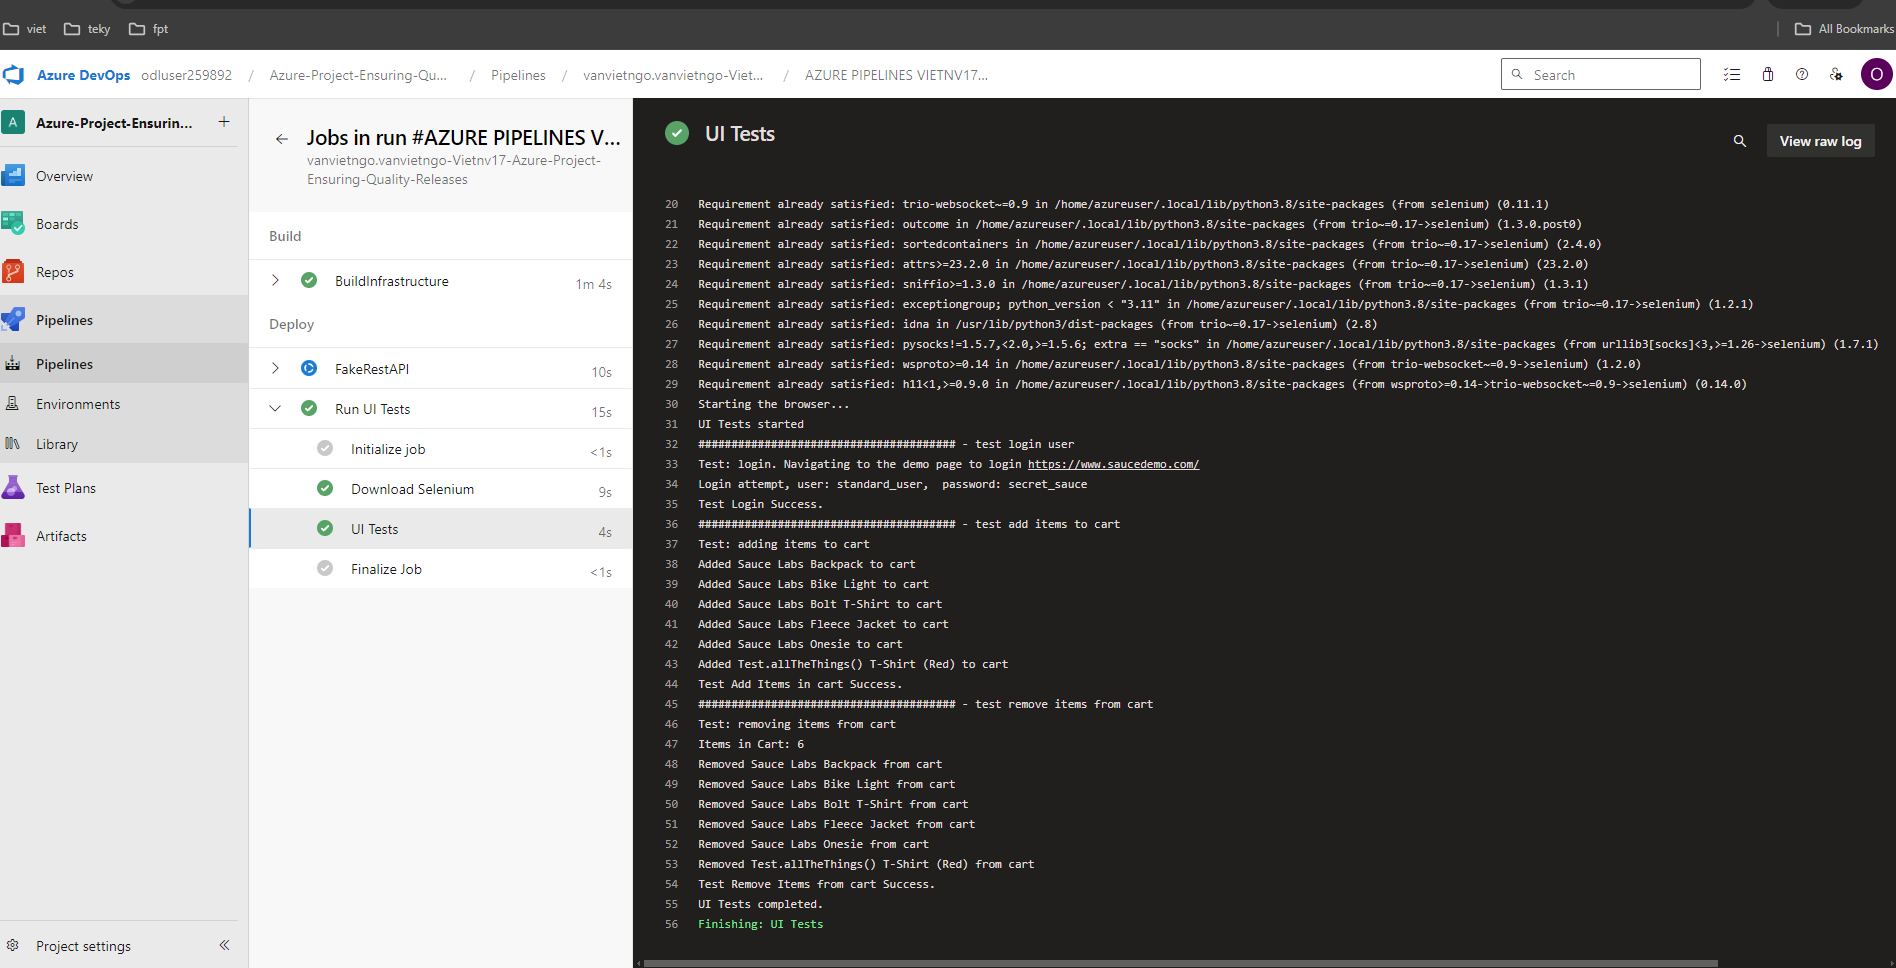 viet
teky
fpt
All Bookmarks
Azure DevOps odluser259892 / Azure-Project-Ensuring-Qu... / Pipelines / vanvietngo.vanvietngo-Viet... / AZURE PIPELINES VIETNV17...
Search
O
A Azure-Project-Ensurin... +
Overview
Boards
Repos
Pipelines
Pipelines
Environments
Library
Test Plans
Artifacts
Project settings
Jobs in run #AZURE PIPELINES V...
vanvietngo.vanvietngo-Vietnv17-Azure-Project-
Ensuring-Quality-Releases
Build
BuildInfrastructure 1m 4s
Deploy
FakeRestAPI 10s
Run UI Tests 15s
Initialize job <1s
Download Selenium 9s
UI Tests 4s
Finalize Job <1s
UI Tests
View raw log
20 Requirement already satisfied: trio-websocket~=0.9 in /home/azureuser/.local/lib/python3.8/site-packages (from selenium) (0.11.1)
21 Requirement already satisfied: outcome in /home/azureuser/.local/lib/python3.8/site-packages (from trio~=0.17->selenium) (1.3.0.post0)
22 Requirement already satisfied: sortedcontainers in /home/azureuser/.local/lib/python3.8/site-packages (from trio~=0.17->selenium) (2.4.0)
23 Requirement already satisfied: attrs>=23.2.0 in /home/azureuser/.local/lib/python3.8/site-packages (from trio~=0.17->selenium) (23.2.0)
24 Requirement already satisfied: sniffio>=1.3.0 in /home/azureuser/.local/lib/python3.8/site-packages (from trio~=0.17->selenium) (1.3.1)
25 Requirement already satisfied: exceptiongroup; python_version < "3.11" in /home/azureuser/.local/lib/python3.8/site-packages (from trio~=0.17->selenium) (1.2.1)
26 Requirement already satisfied: idna in /usr/lib/python3/dist-packages (from trio~=0.17->selenium) (2.8)
27 Requirement already satisfied: pysocks!=1.5.7,<2.0,>=1.5.6; extra == "socks" in /home/azureuser/.local/lib/python3.8/site-packages (from urllib3[socks]<3,>=1.26->selenium) (1.7.1)
28 Requirement already satisfied: wsproto>=0.14 in /home/azureuser/.local/lib/python3.8/site-packages (from trio-websocket~=0.9->selenium) (1.2.0)
29 Requirement already satisfied: h11<1,>=0.9.0 in /home/azureuser/.local/lib/python3.8/site-packages (from wsproto>=0.14->trio-websocket~=0.9->selenium) (0.14.0)
30 Starting the browser...
31 UI Tests started
32 ####################################### - test login user
33 Test: login. Navigating to the demo page to login https://www.saucedemo.com/
34 Login attempt, user: standard_user,  password: secret_sauce
35 Test Login Success.
36 ####################################### - test add items to cart
37 Test: adding items to cart
38 Added Sauce Labs Backpack to cart
39 Added Sauce Labs Bike Light to cart
40 Added Sauce Labs Bolt T-Shirt to cart
41 Added Sauce Labs Fleece Jacket to cart
42 Added Sauce Labs Onesie to cart
43 Added Test.allTheThings() T-Shirt (Red) to cart
44 Test Add Items in cart Success.
45 ####################################### - test remove items from cart
46 Test: removing items from cart
47 Items in Cart: 6
48 Removed Sauce Labs Backpack from cart
49 Removed Sauce Labs Bike Light from cart
50 Removed Sauce Labs Bolt T-Shirt from cart
51 Removed Sauce Labs Fleece Jacket from cart
52 Removed Sauce Labs Onesie from cart
53 Removed Test.allTheThings() T-Shirt (Red) from cart
54 Test Remove Items from cart Success.
55 UI Tests completed.
56 Finishing: UI Tests